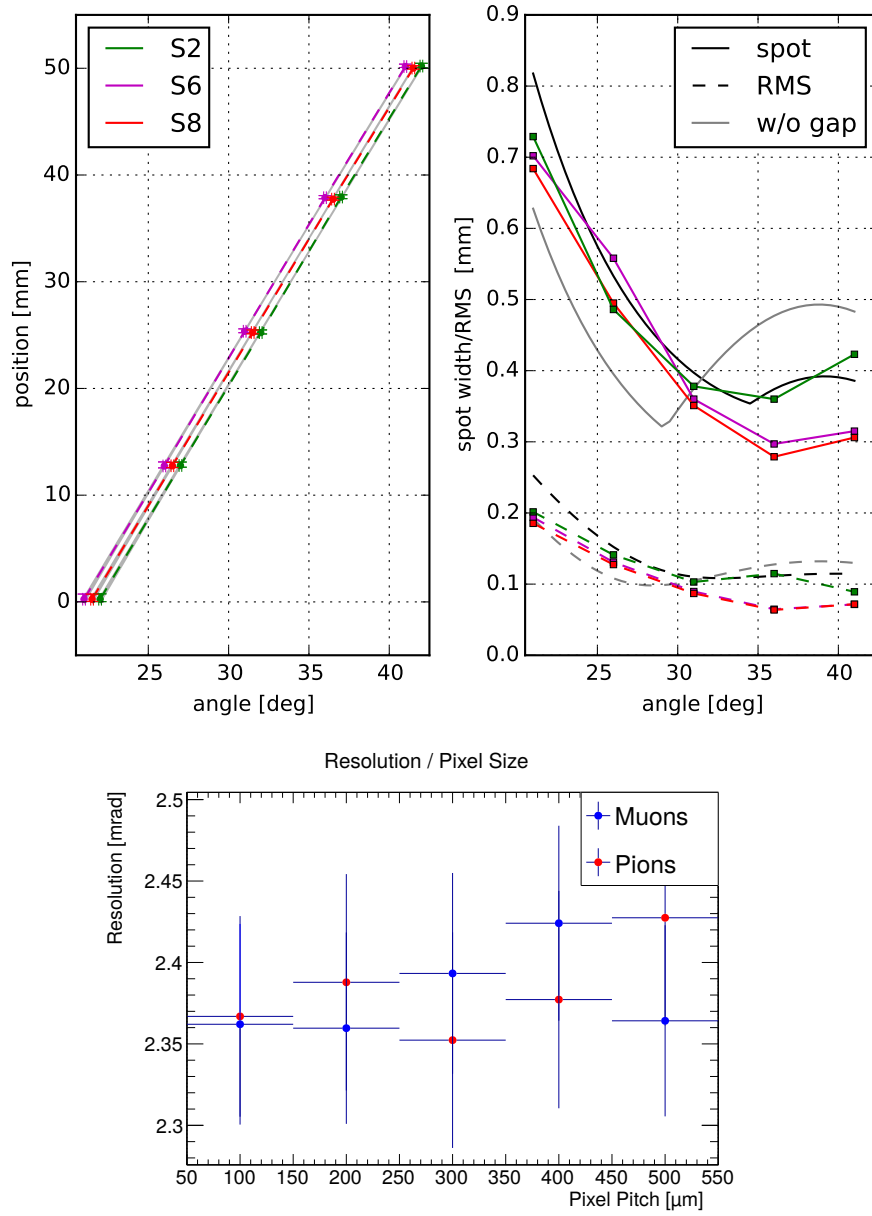 S2
S6
S8
50
40
30
20
10
0
position [mm]
25
30
35
40
angle [deg]
spot
RMS
w/o gap
0.9
0.8
0.7
0.6
0.5
0.4
0.3
0.2
0.1
0.0
spot width/RMS [mm]
25
30
35
40
angle [deg]
Resolution / Pixel Size
Resolution [mrad]
2.5
2.45
2.4
2.35
2.3
Muons
Pions
50 100 150 200 250 300 350 400 450 500 550
Pixel Pitch [µm]